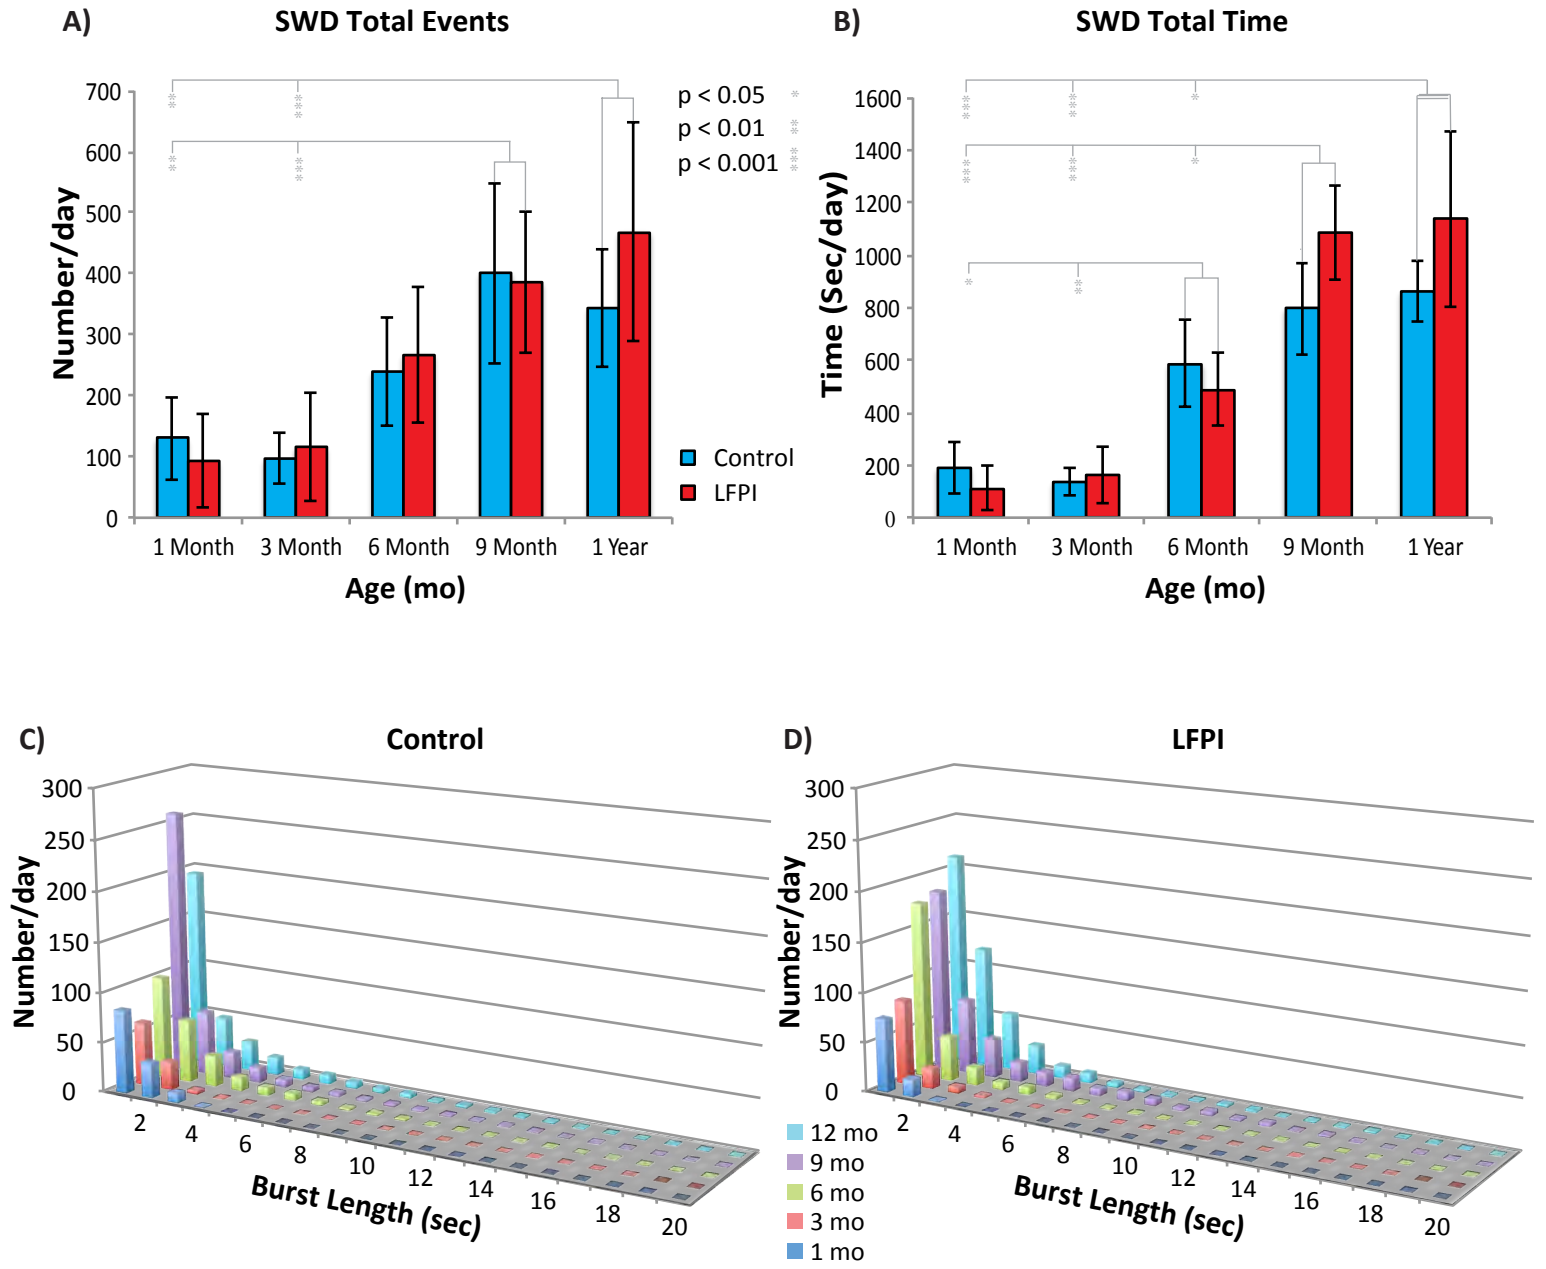 A) SWD Total Events
B) SWD Total Time
700
600
500
400
300
200
100
0
Number/day
** ***
** ***
p < 0.05 *
p < 0.01 **
p < 0.001 ***
Control
LFPI
1 Month 3 Month 6 Month 9 Month 1 Year
Age (mo)
1600
1400
1200
1000
800
600
400
200
0
Time (Sec/day)
*** *** *
*** *** *
* **
1 Month 3 Month 6 Month 9 Month 1 Year
Age (mo)
C) Control
300
250
200
150
100
50
0
Number/day
2 4 6 8 10 12 14 16 18 20
Burst Length (sec)
D) LFPI
300
250
200
150
100
50
0
Number/day
2 4 6 8 10 12 14 16 18 20
Burst Length (sec)
12 mo
9 mo
6 mo
3 mo
1 mo